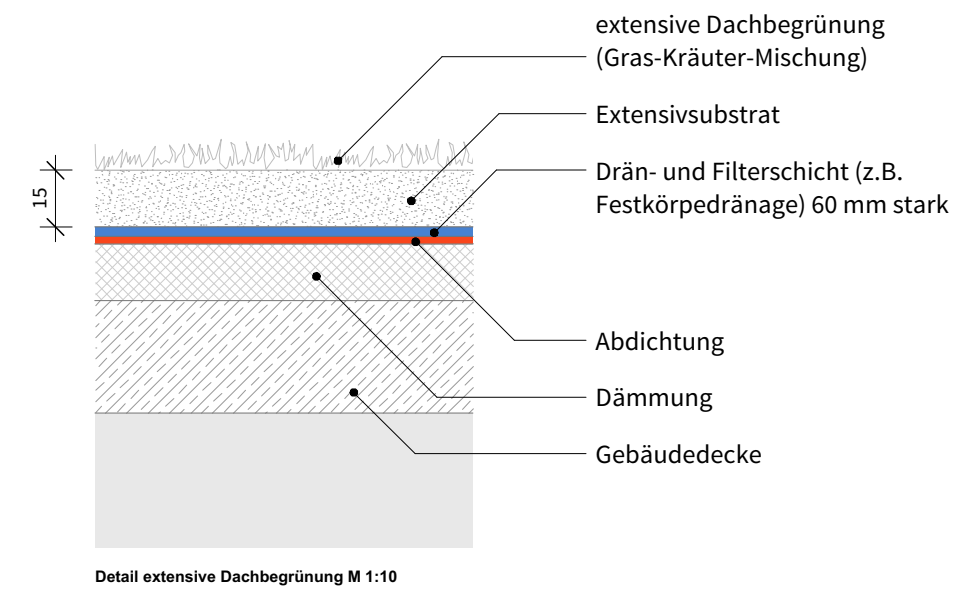 extensive Dachbegrünung
(Gras-Kräuter-Mischung)
Extensivsubstrat
Drän- und Filterschicht (z.B.
Festkörpedränage) 60 mm stark
15
Abdichtung
Dämmung
Gebäudedecke
Detail extensive Dachbegrünung M 1:10